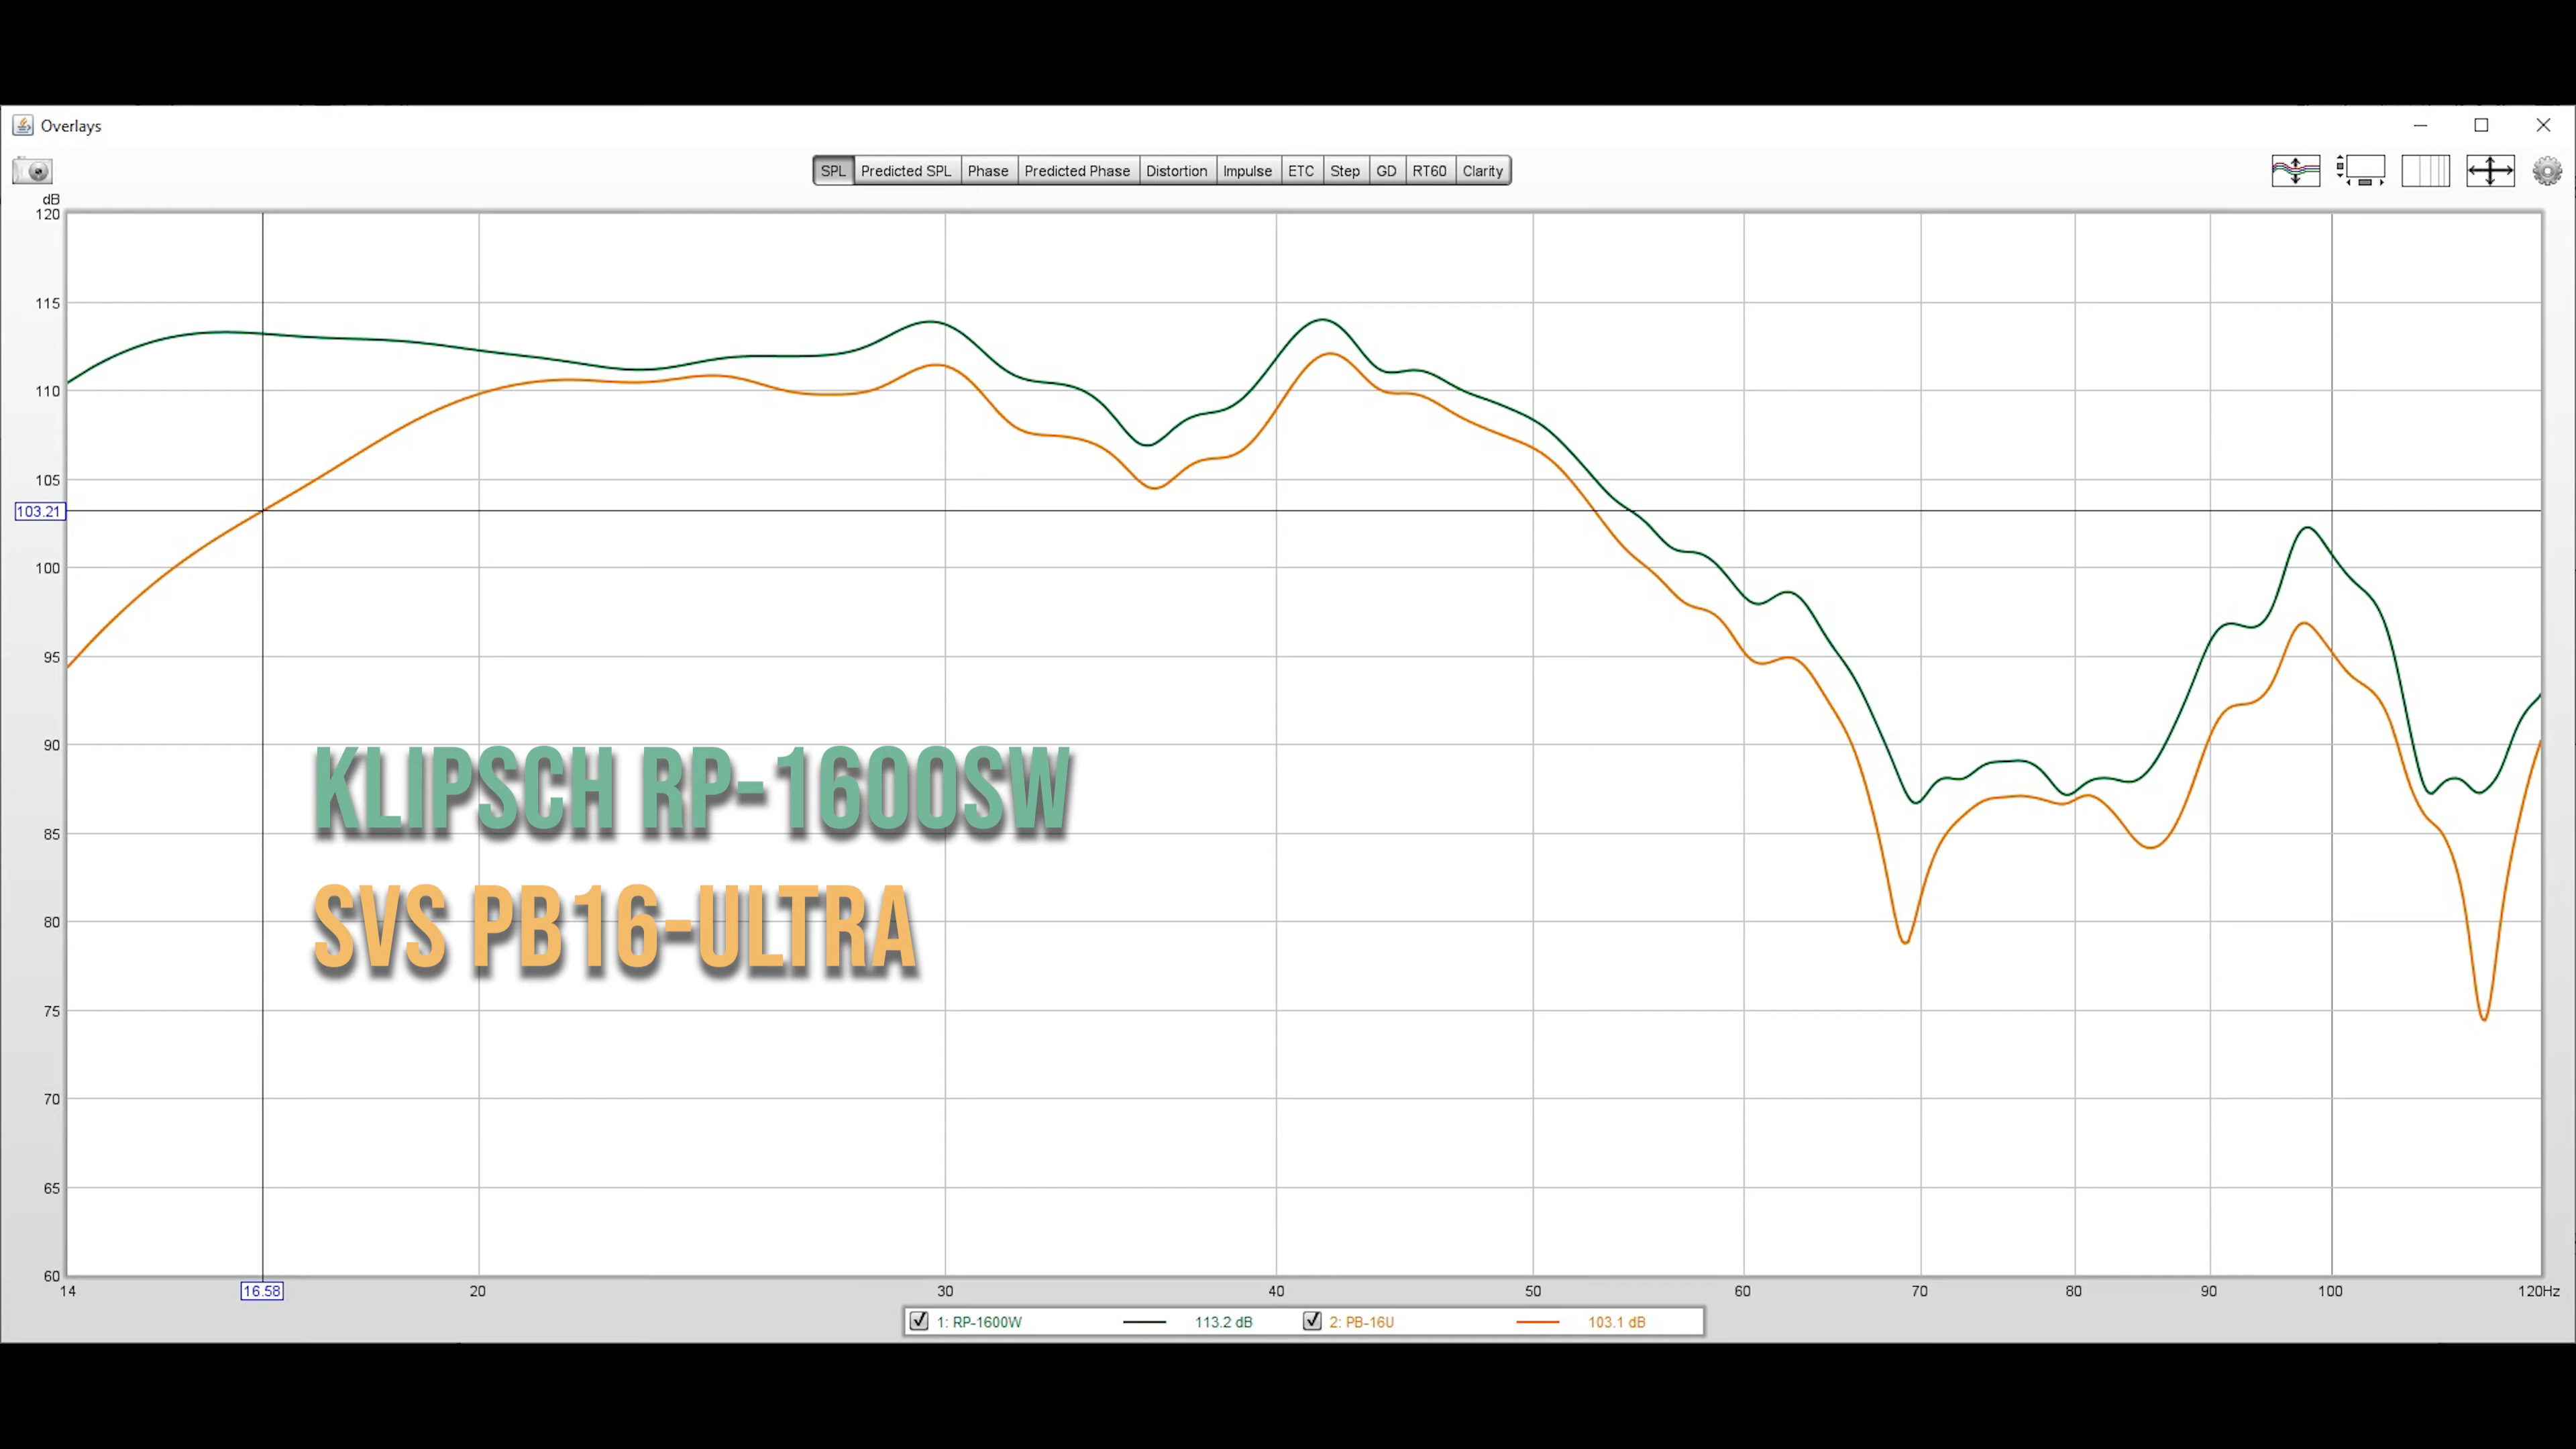 Overlays
SPL Predicted SPL Phase Predicted Phase Distortion Impulse ETC Step GD RT60 Clarity
dB
120
115
110
105
103.21
100
95
90
KLIPSCH RP-1600SW
85
SVS PB16-ULTRA
80
75
70
65
60
14 16.58 20 30 40 50 60 70 80 90 100 120Hz
1: RP-1600W 113.2 dB 2: PB-16U 103.1 dB